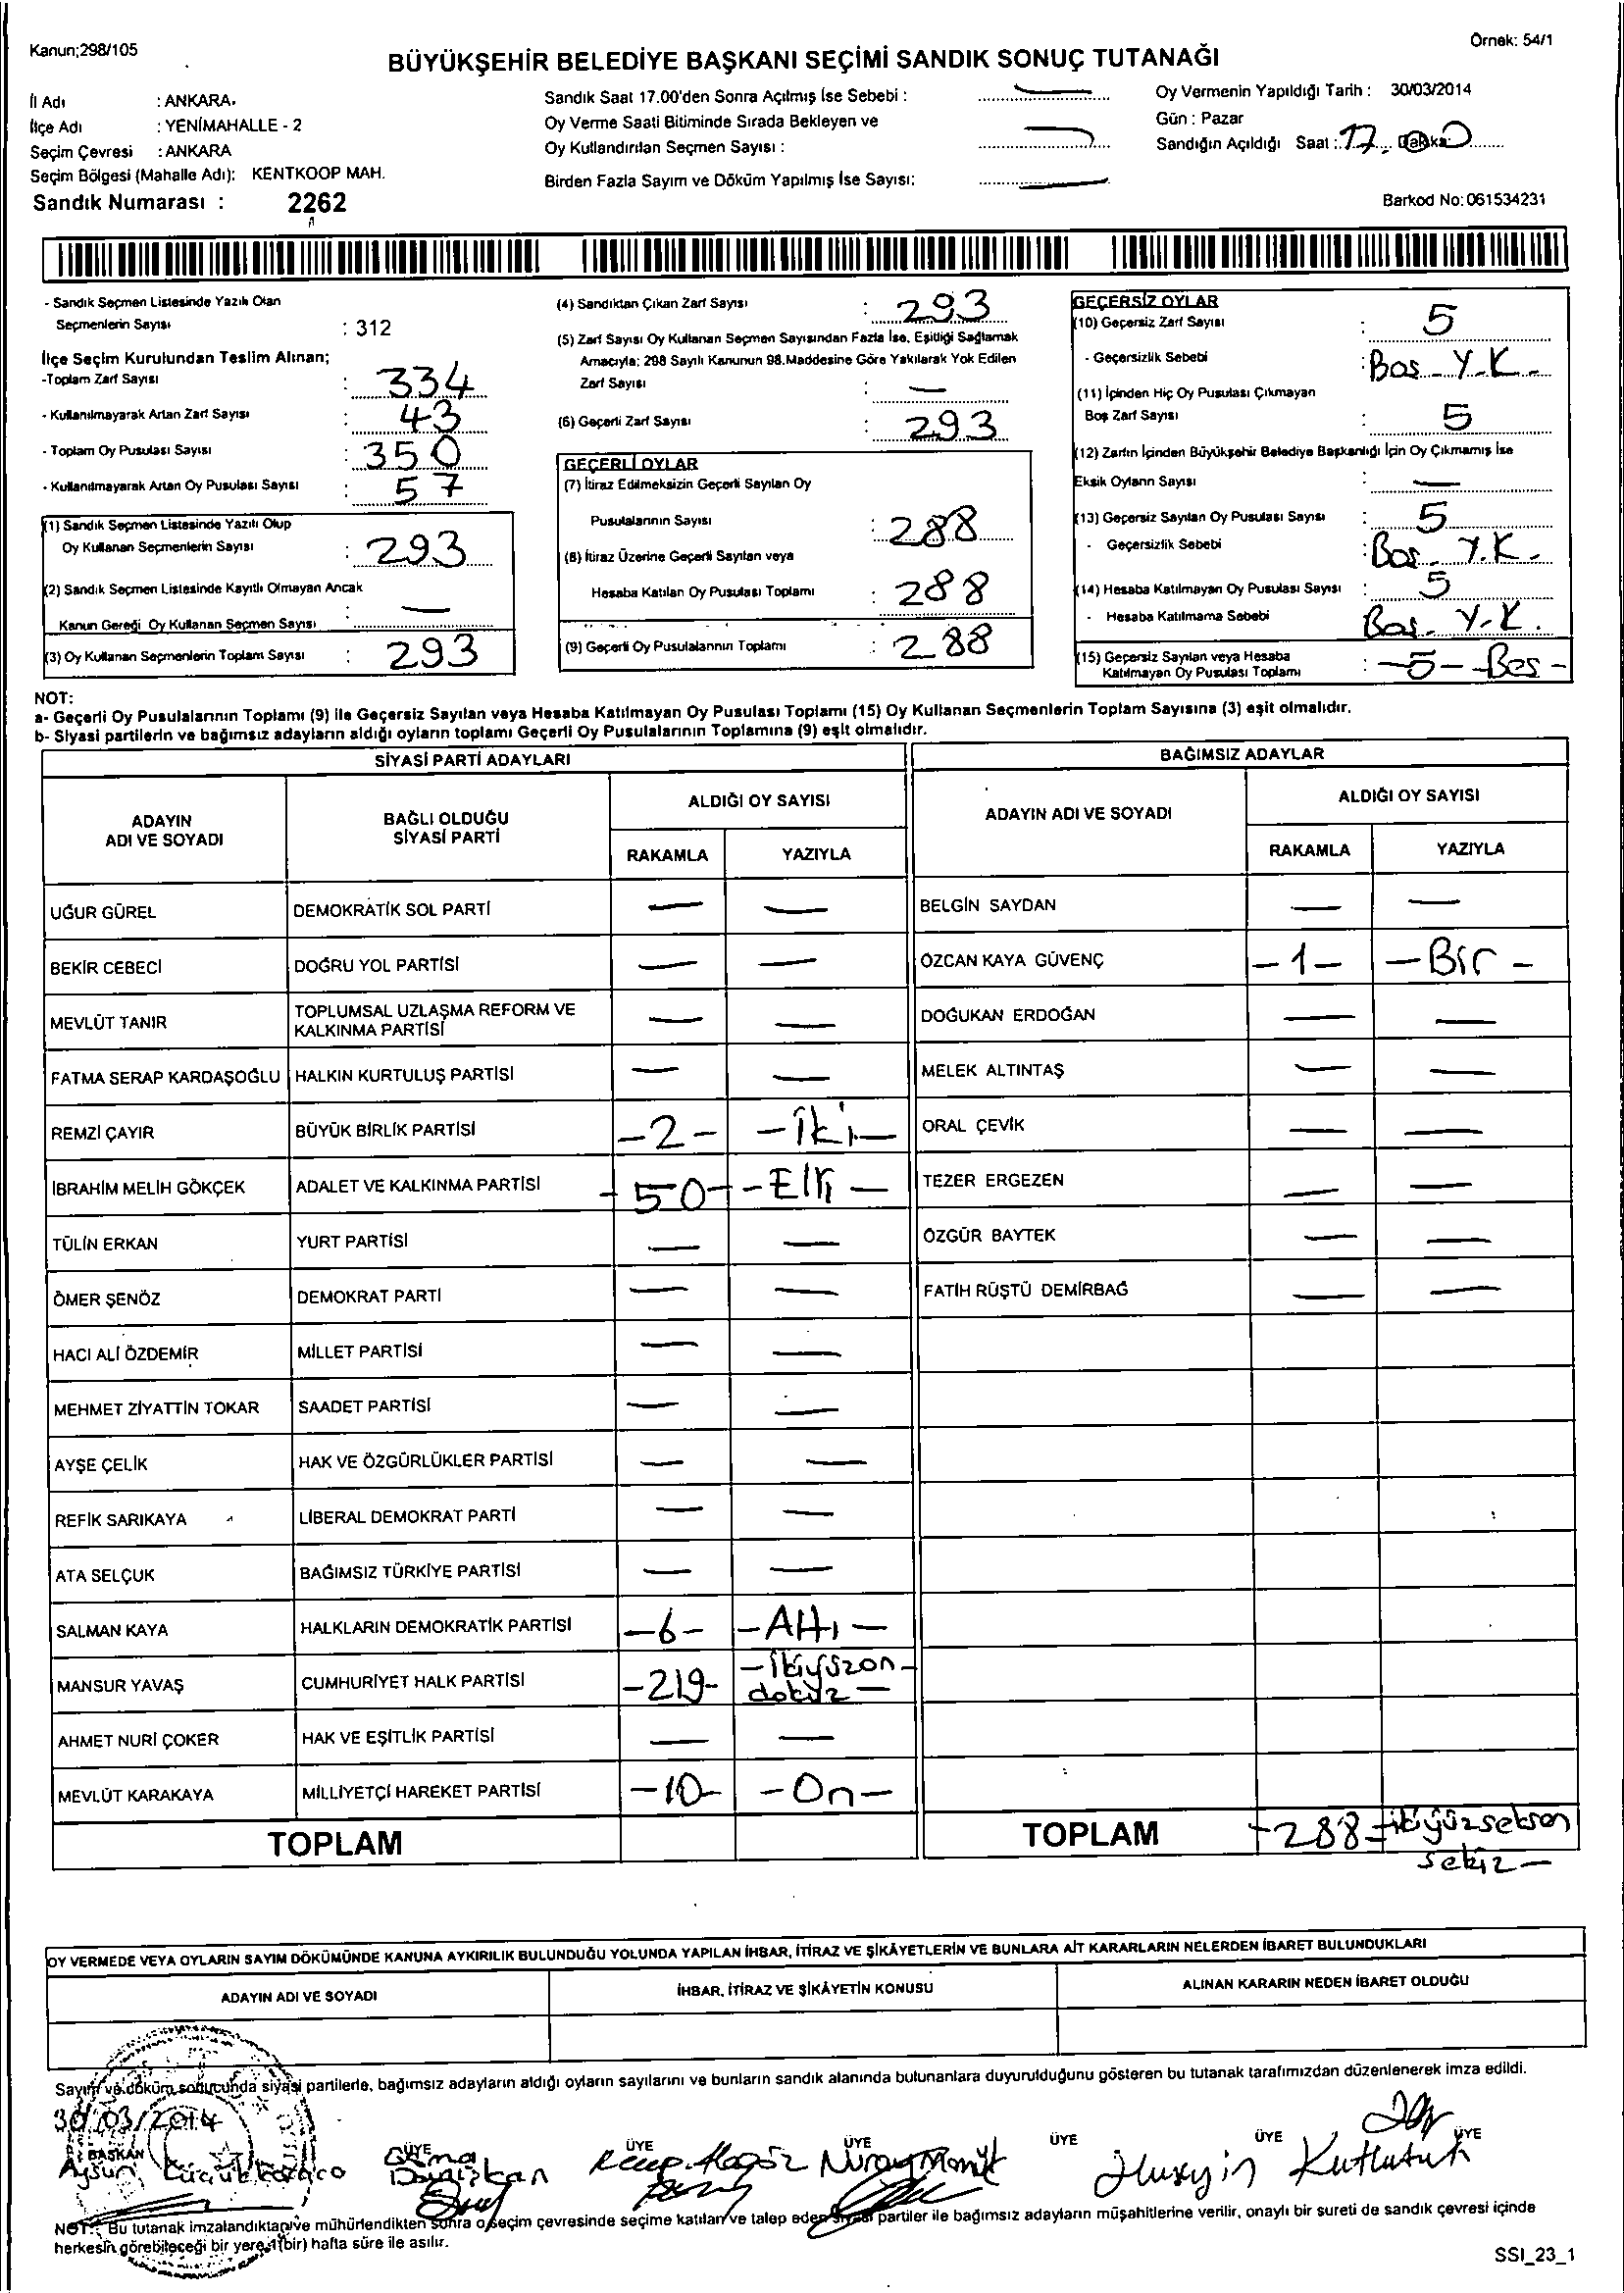 Kanun;298/105
Örnek: 54/1
BÜYÜKŞEHİR BELEDİYE BAŞKANI SEÇİMİ SANDIK SONUÇ TUTANAĞI
İl Adı : ANKARA.
İlçe Adı : YENİMAHALLE - 2
Seçim Çevresi : ANKARA
Seçim Bölgesi (Mahalle Adı): KENTKOOP MAH.
Sandık Numarası : 2262
Sandık Saat 17.00'den Sonra Açılmış İse Sebebi : —
Oy Verme Saati Bitiminde Sırada Bekleyen ve
Oy Kullandırılan Seçmen Sayısı : —
Birden Fazla Sayım ve Döküm Yapılmış İse Sayısı: —
Oy Vermenin Yapıldığı Tarih : 30/03/2014
Gün : Pazar
Sandığın Açıldığı Saat : 17. Dakika:
Barkod No: 061534231
- Sandık Seçmen Listesinde Yazılı Olan
Seçmenlerin Sayısı : 312
İlçe Seçim Kurulundan Teslim Alınan;
-Toplam Zarf Sayısı : 334
- Kullanılmayarak Artan Zarf Sayısı : 43
- Toplam Oy Pusulası Sayısı : 350
- Kullanılmayarak Artan Oy Pusulası Sayısı : 57
(1) Sandık Seçmen Listesinde Yazılı Olup
Oy Kullanan Seçmenlerin Sayısı : 293
(2) Sandık Seçmen Listesinde Kayıtlı Olmayan Ancak
Kanun Gereği Oy Kullanan Seçmen Sayısı : —
(3) Oy Kullanan Seçmenlerin Toplam Sayısı : 293
(4) Sandıktan Çıkan Zarf Sayısı : 293
(5) Zarf Sayısı Oy Kullanan Seçmen Sayısından Fazla İse, Eşitliği Sağlamak
Amacıyla; 298 Sayılı Kanunun 98.Maddesine Göre Yakılarak Yok Edilen
Zarf Sayısı : —
(6) Geçerli Zarf Sayısı : 293
GEÇERLİ OYLAR
(7) İtiraz Edilmeksizin Geçerli Sayılan Oy
Pusulalarının Sayısı : 288
(8) İtiraz Üzerine Geçerli Sayılan veya
Hesaba Katılan Oy Pusulası Toplamı : 288
(9) Geçerli Oy Pusulalarının Toplamı : 288
GEÇERSİZ OYLAR
(10) Geçersiz Zarf Sayısı : 5
- Geçersizlik Sebebi : Boş Y.K.
(11) İçinden Hiç Oy Pusulası Çıkmayan
Boş Zarf Sayısı : 5
(12) Zarfın İçinden Büyükşehir Belediye Başkanlığı İçin Oy Çıkmamış İse
Eksik Oyların Sayısı : —
(13) Geçersiz Sayılan Oy Pusulası Sayısı : 5
- Geçersizlik Sebebi : Boş Y.K.
(14) Hesaba Katılmayan Oy Pusulası Sayısı : 5
- Hesaba Katılmama Sebebi Boş. Y.K.
(15) Geçersiz Sayılan veya Hesaba
Katılmayan Oy Pusulası Toplamı : -5- -Beş-
NOT:
a- Geçerli Oy Pusulalarının Toplamı (9) ile Geçersiz Sayılan veya Hesaba Katılmayan Oy Pusulası Toplamı (15) Oy Kullanan Seçmenlerin Toplam Sayısına (3) eşit olmalıdır.
b- Siyasi partilerin ve bağımsız adayların aldığı oyların toplamı Geçerli Oy Pusulalarının Toplamına (9) eşit olmalıdır.
SİYASİ PARTİ ADAYLARI
ADAYIN ADI VE SOYADI
BAĞLI OLDUĞU SİYASİ PARTİ
ALDIĞI OY SAYISI
RAKAMLA YAZIYLA
UĞUR GÜREL DEMOKRATİK SOL PARTİ — —
BEKİR CEBECİ DOĞRU YOL PARTİSİ — —
MEVLÜT TANIR TOPLUMSAL UZLAŞMA REFORM VE KALKINMA PARTİSİ — —
FATMA SERAP KARDAŞOĞLU HALKIN KURTULUŞ PARTİSİ — —
REMZİ ÇAYIR BÜYÜK BİRLİK PARTİSİ -2- -İki-
İBRAHİM MELİH GÖKÇEK ADALET VE KALKINMA PARTİSİ -50- -Elli-
TÜLİN ERKAN YURT PARTİSİ — —
ÖMER ŞENÖZ DEMOKRAT PARTİ — —
HACI ALİ ÖZDEMİR MİLLET PARTİSİ — —
MEHMET ZİYATTİN TOKAR SAADET PARTİSİ — —
AYŞE ÇELİK HAK VE ÖZGÜRLÜKLER PARTİSİ — —
REFİK SARIKAYA LİBERAL DEMOKRAT PARTİ — —
ATA SELÇUK BAĞIMSIZ TÜRKİYE PARTİSİ — —
SALMAN KAYA HALKLARIN DEMOKRATİK PARTİSİ -6- -Altı-
MANSUR YAVAŞ CUMHURİYET HALK PARTİSİ -219- -İkiyüzon-dokuz-
AHMET NURİ ÇOKER HAK VE EŞİTLİK PARTİSİ — —
MEVLÜT KARAKAYA MİLLİYETÇİ HAREKET PARTİSİ -10- -On-
TOPLAM
BAĞIMSIZ ADAYLAR
ADAYIN ADI VE SOYADI
ALDIĞI OY SAYISI
RAKAMLA YAZIYLA
BELGİN SAYDAN — —
ÖZCAN KAYA GÜVENÇ -1- -Bir-
DOĞUKAN ERDOĞAN — —
MELEK ALTINTAŞ — —
ORAL ÇEVİK — —
TEZER ERGEZEN — —
ÖZGÜR BAYTEK — —
FATİH RÜŞTÜ DEMİRBAĞ — —
TOPLAM -288- ikiyüzseksen
sekiz-
OY VERMEDE VEYA OYLARIN SAYIM DÖKÜMÜNDE KANUNA AYKIRILIK BULUNDUĞU YOLUNDA YAPILAN İHBAR, İTİRAZ VE ŞİKÂYETLERİN VE BUNLARA AİT KARARLARIN NELERDEN İBARET BULUNDUKLARI
ADAYIN ADI VE SOYADI
İHBAR, İTİRAZ VE ŞİKÂYETİN KONUSU
ALINAN KARARIN NEDEN İBARET OLDUĞU
Sayım ve döküm sonucunda siyasi partilerle, bağımsız adayların aldığı oyların sayılarını ve bunların sandık alanında bulunanlara duyurulduğunu gösteren bu tutanak tarafımızdan düzenlenerek imza edildi.
30/03/2014
BAŞKAN ÜYE ÜYE ÜYE ÜYE ÜYE ÜYE
Aysun Hüseyin Kutlutürk
NOT: Bu tutanak imzalandıktan ve mühürlendikten sonra o seçim çevresinde seçime katılan ve talep eden siyasi partiler ile bağımsız adayların müşahitlerine verilir, onaylı bir sureti de sandık çevresi içinde
herkesin görebileceği bir yere 1(bir) hafta süre ile asılır.
SSI_23_1